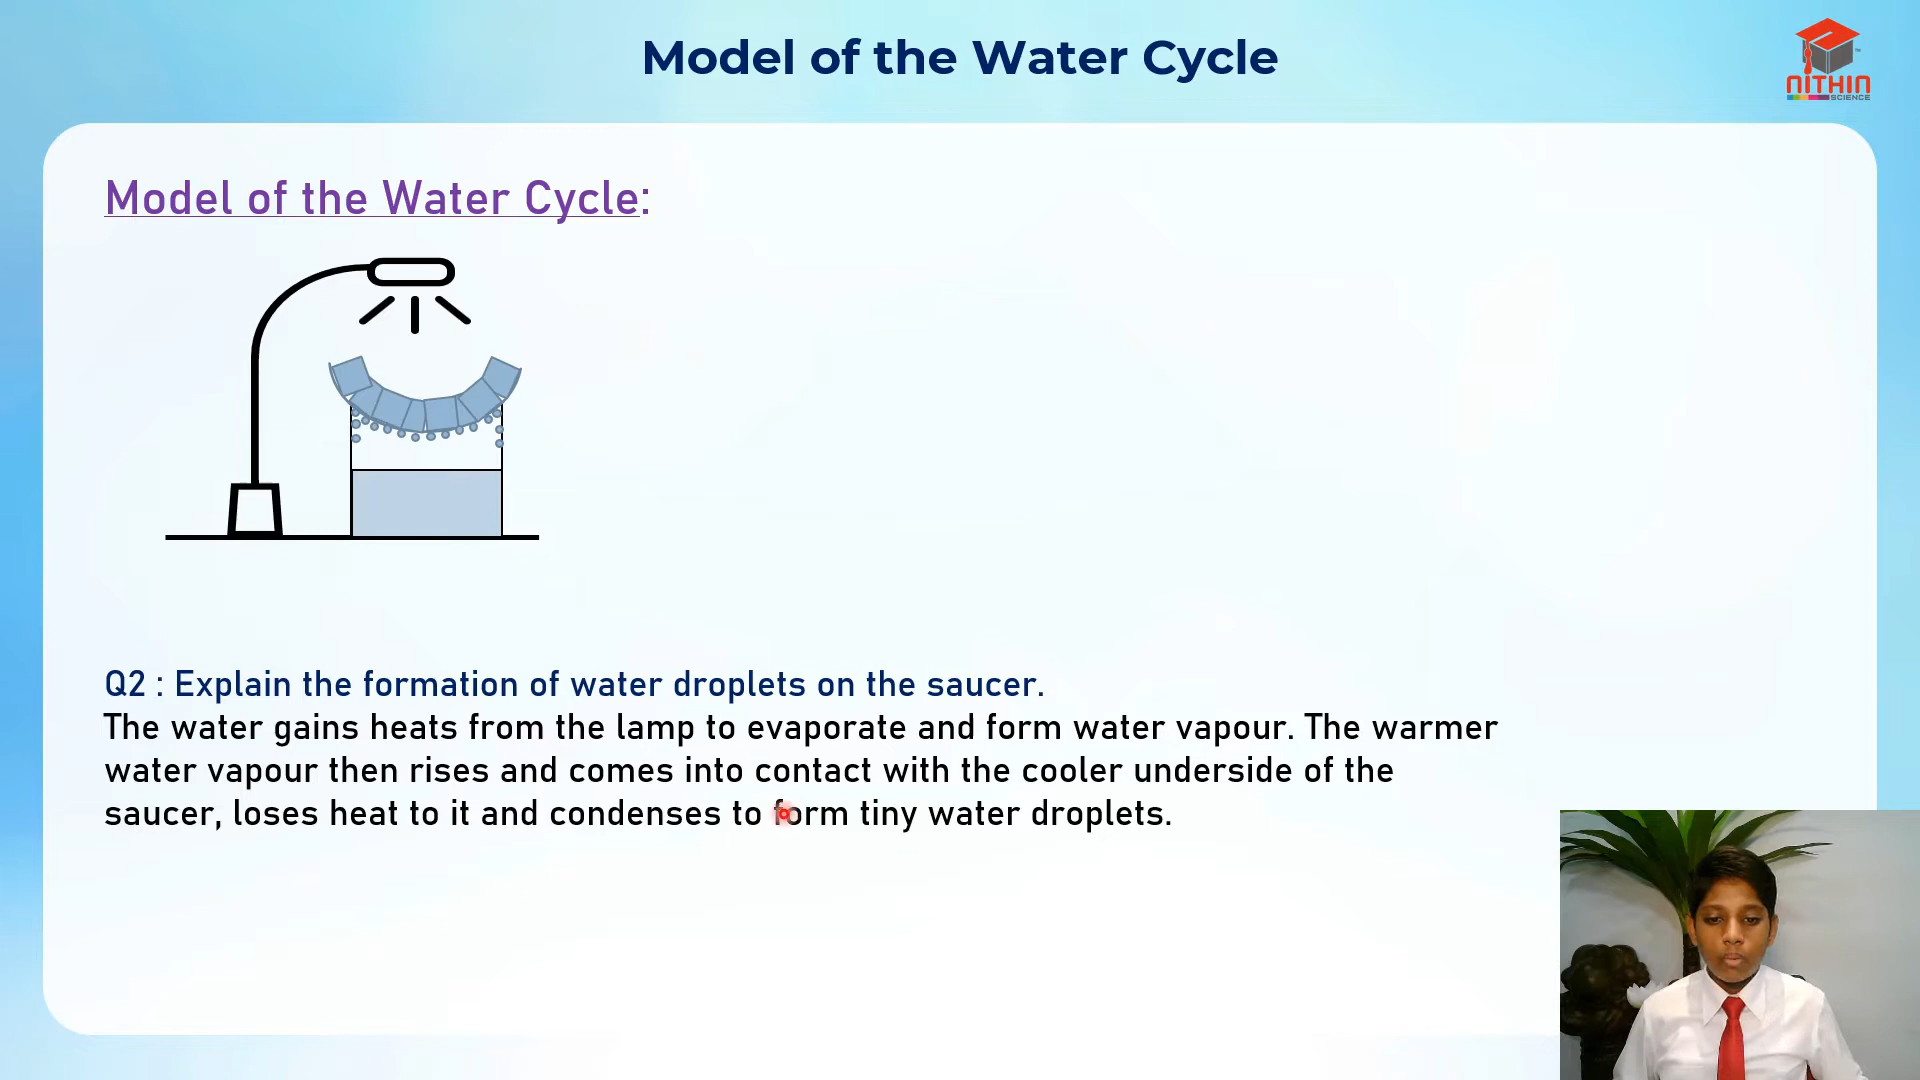 Model of the Water Cycle
NITHIN
SCIENCE
Model of the Water Cycle:
Q2 : Explain the formation of water droplets on the saucer.
The water gains heats from the lamp to evaporate and form water vapour. The warmer
water vapour then rises and comes into contact with the cooler underside of the
saucer, loses heat to it and condenses to form tiny water droplets.